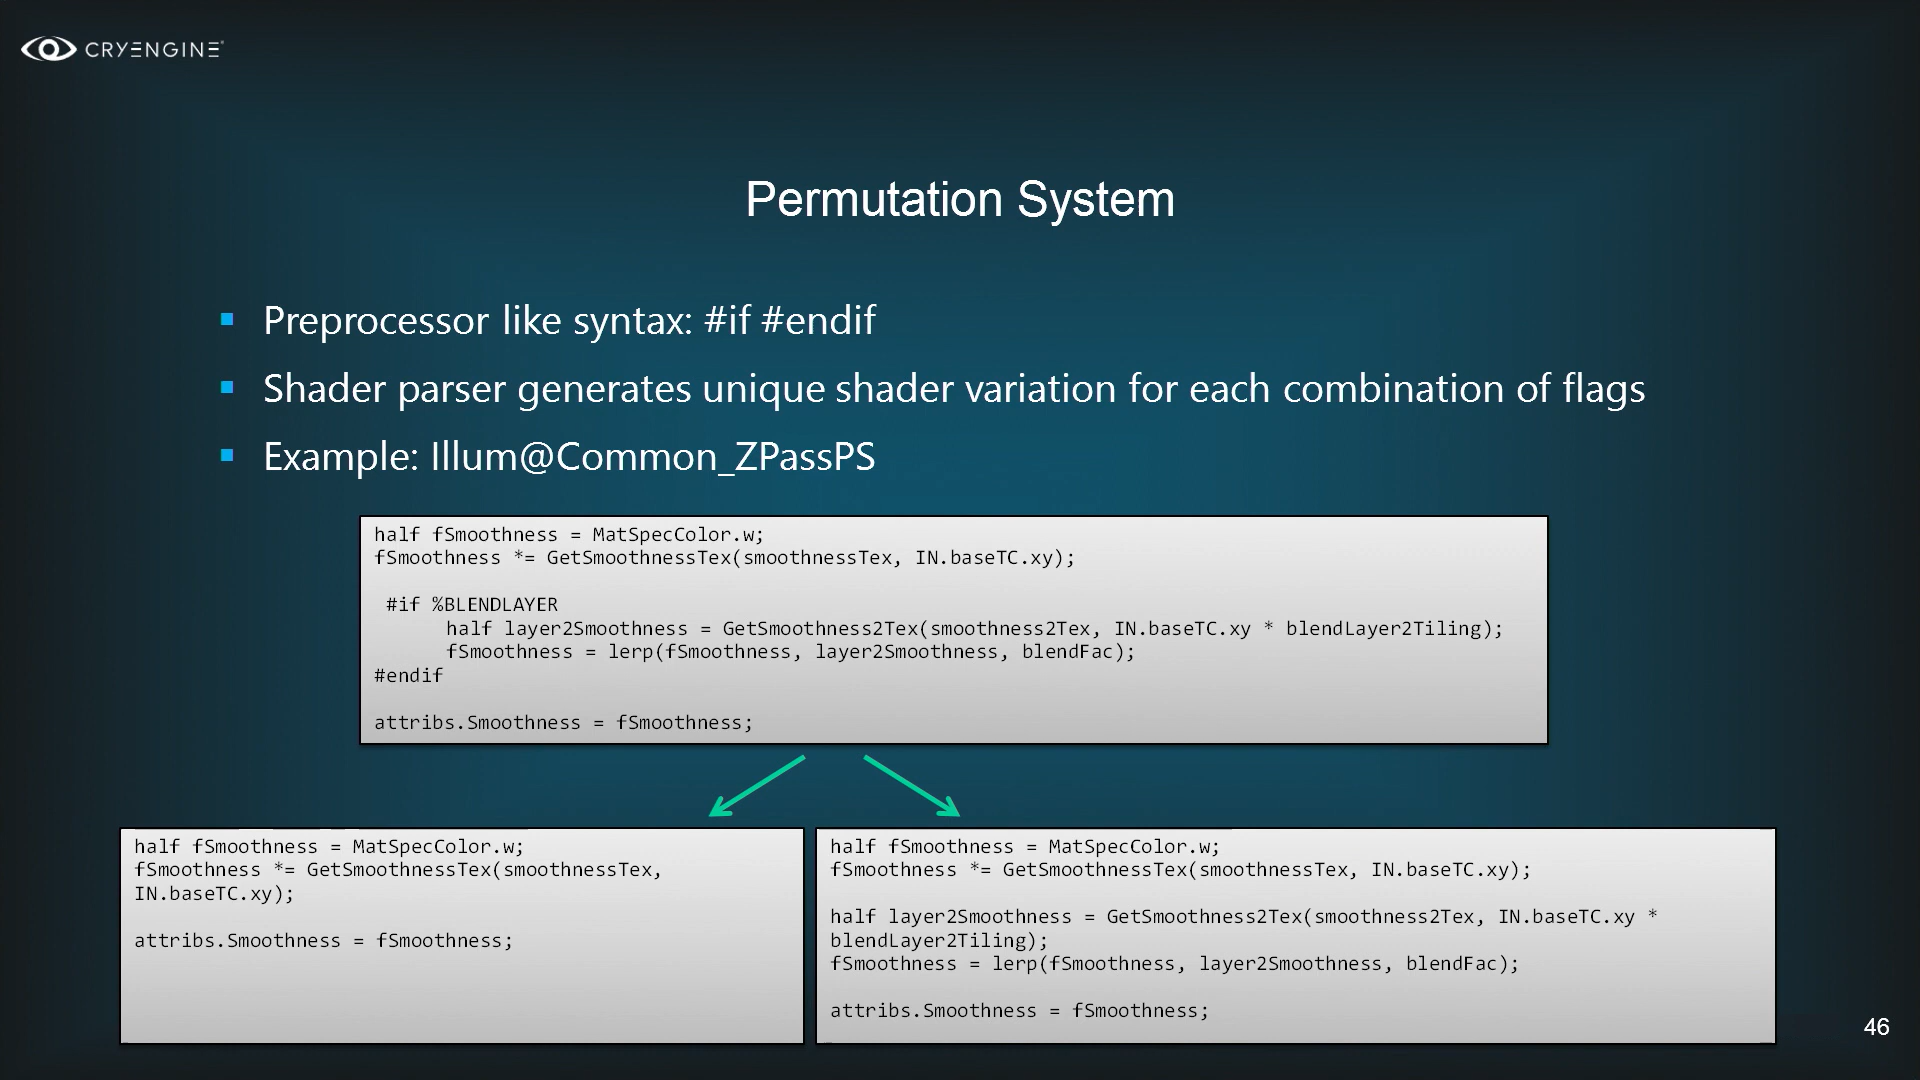 CRYENGINE
Permutation System
Preprocessor like syntax: #if #endif
Shader parser generates unique shader variation for each combination of flags
Example: Illum@Common_ZPassPS
half fSmoothness = MatSpecColor.w;
fSmoothness *= GetSmoothnessTex(smoothnessTex, IN.baseTC.xy);
#if %BLENDLAYER
half layer2Smoothness = GetSmoothness2Tex(smoothness2Tex, IN.baseTC.xy * blendLayer2Tiling);
fSmoothness = lerp(fSmoothness, layer2Smoothness, blendFac);
#endif
attribs.Smoothness = fSmoothness;
half fSmoothness = MatSpecColor.w;
fSmoothness *= GetSmoothnessTex(smoothnessTex,
IN.baseTC.xy);
attribs.Smoothness = fSmoothness;
half fSmoothness = MatSpecColor.w;
fSmoothness *= GetSmoothnessTex(smoothnessTex, IN.baseTC.xy);
half layer2Smoothness = GetSmoothness2Tex(smoothness2Tex, IN.baseTC.xy *
blendLayer2Tiling);
fSmoothness = lerp(fSmoothness, layer2Smoothness, blendFac);
attribs.Smoothness = fSmoothness;
46